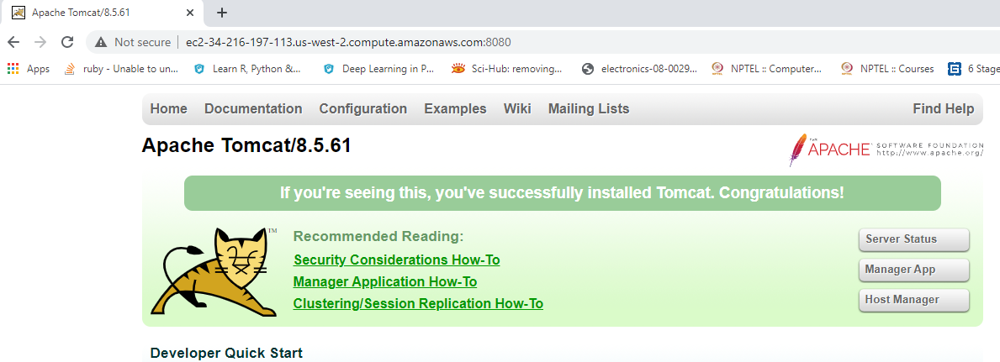 Apache Tomcat/8.5.61
Not secure | ec2-34-216-197-113.us-west-2.compute.amazonaws.com:8080
Apps ruby - Unable to un... Learn R, Python &... Deep Learning in P... Sci-Hub: removing... electronics-08-0029... NPTEL :: Computer... NPTEL :: Courses 6 Stage
Home Documentation Configuration Examples Wiki Mailing Lists Find Help
Apache Tomcat/8.5.61
THE APACHE SOFTWARE FOUNDATION
http://www.apache.org/
If you're seeing this, you've successfully installed Tomcat. Congratulations!
TM
Recommended Reading:
Security Considerations How-To
Manager Application How-To
Clustering/Session Replication How-To
Server Status
Manager App
Host Manager
Developer Quick Start